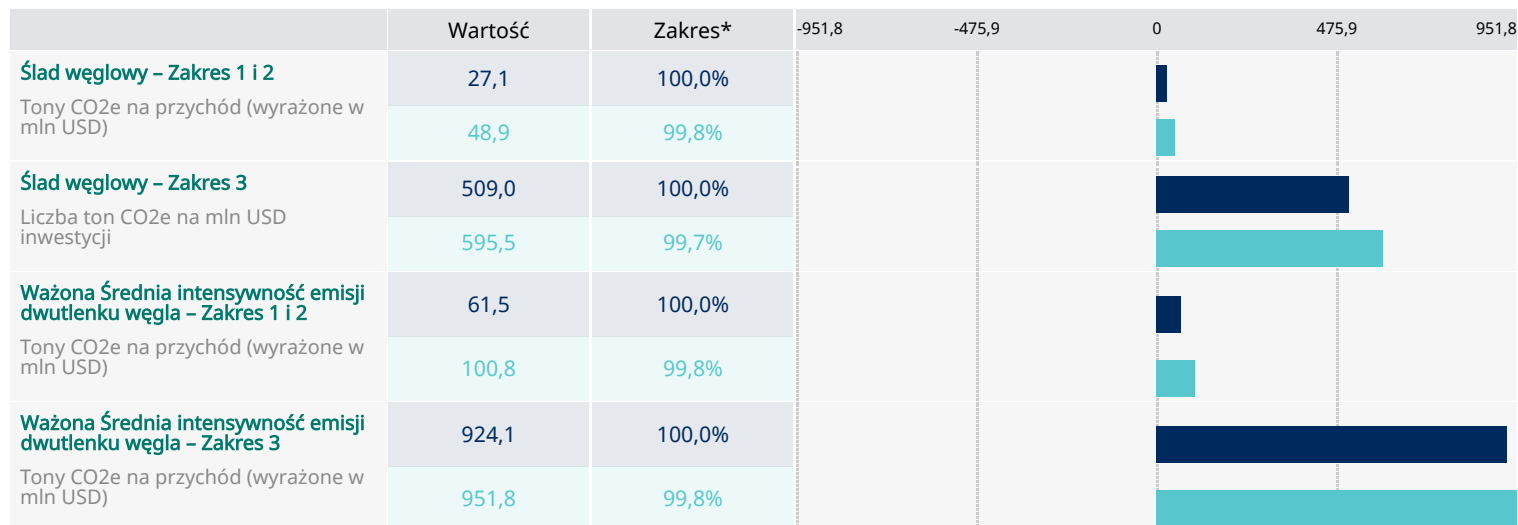 Wartość Zakres* -951,8 -475,9 0 475,9 951,8
Ślad węglowy – Zakres 1 i 2
Tony CO2e na przychód (wyrażone w
mln USD)
27,1 100,0%
48,9 99,8%
Ślad węglowy – Zakres 3
Liczba ton CO2e na mln USD
inwestycji
509,0 100,0%
595,5 99,7%
Ważona Średnia intensywność emisji
dwutlenku węgla – Zakres 1 i 2
Tony CO2e na przychód (wyrażone w
mln USD)
61,5 100,0%
100,8 99,8%
Ważona Średnia intensywność emisji
dwutlenku węgla – Zakres 3
Tony CO2e na przychód (wyrażone w
mln USD)
924,1 100,0%
951,8 99,8%